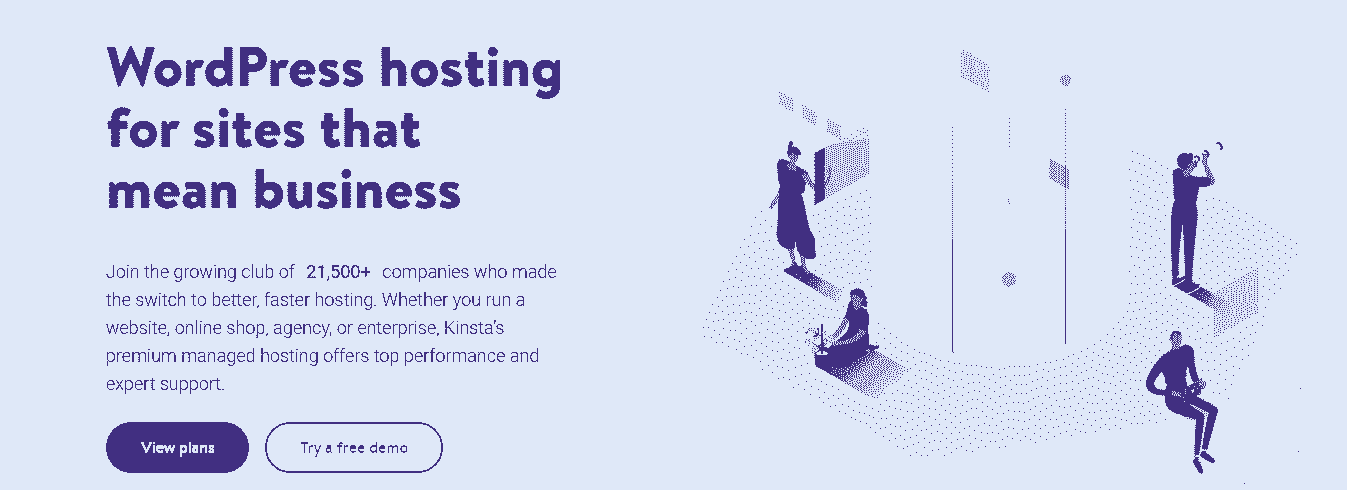 WordPress hosting
for sites that
mean business
Join the growing club of 21,500+ companies who made
the switch to better, faster hosting. Whether you run a
website, online shop, agency, or enterprise, Kinsta's
premium managed hosting offers top performance and
expert support.
View plans
Try a free demo